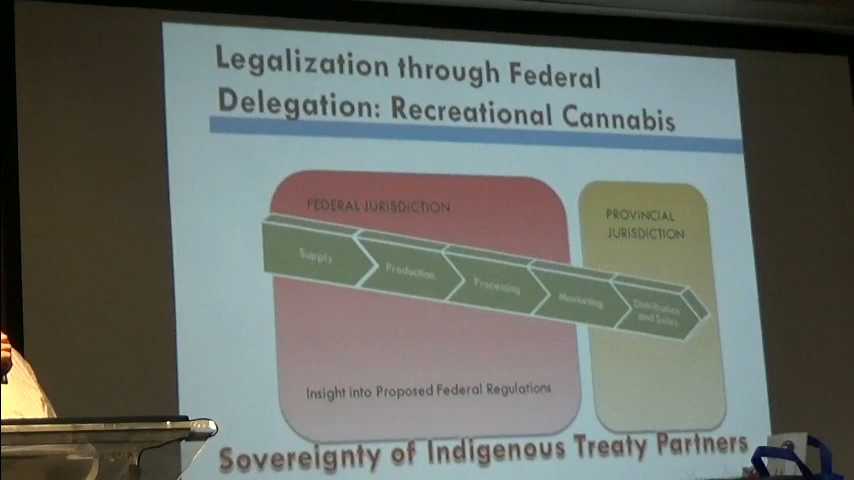 Legalization through Federal
Delegation: Recreational Cannabis
FEDERAL JURISDICTION
PROVINCIAL
JURISDICTION
Supply
Production
Processing
Marketing
Distribution
and Sales
Insight into Proposed Federal Regulations
Sovereignty of Indigenous Treaty Partners